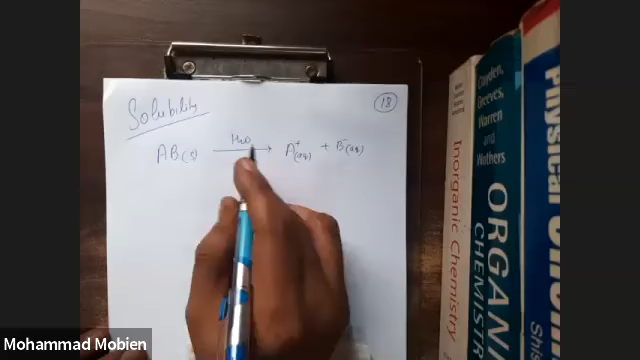 18
Solubility
H₂O
AB(s) ⟶ A⁺(aq) + B⁻(aq)
Inorganic Chemistry
Clayden,
Greeves,
Warren
and
Wothers
ORGANIC
CHEMISTRY
Physical
Mohammad Mobien